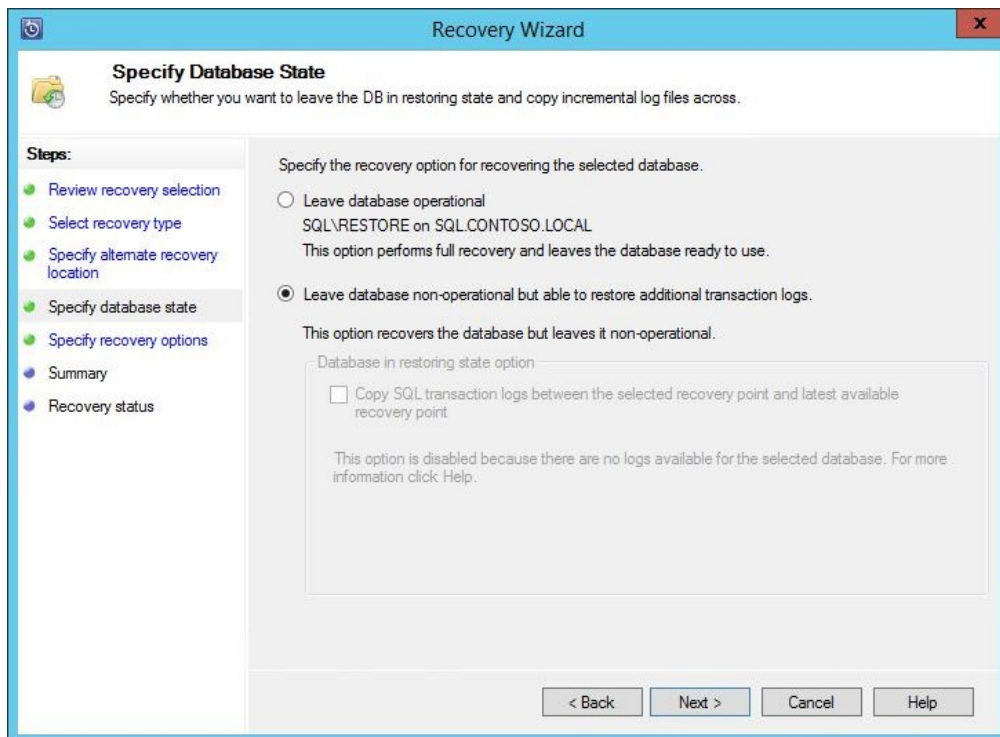 Recovery Wizard
x
Specify Database State
Specify whether you want to leave the DB in restoring state and copy incremental log files across.
Steps:
Review recovery selection
Select recovery type
Specify alternate recovery
location
Specify database state
Specify recovery options
Summary
Recovery status
Specify the recovery option for recovering the selected database.
Leave database operational
SQL\RESTORE on SQL.CONTOSO.LOCAL
This option performs full recovery and leaves the database ready to use.
Leave database non-operational but able to restore additional transaction logs.
This option recovers the database but leaves it non-operational.
Database in restoring state option
Copy SQL transaction logs between the selected recovery point and latest available
recovery point
This option is disabled because there are no logs available for the selected database. For more
information click Help.
< Back
Next >
Cancel
Help